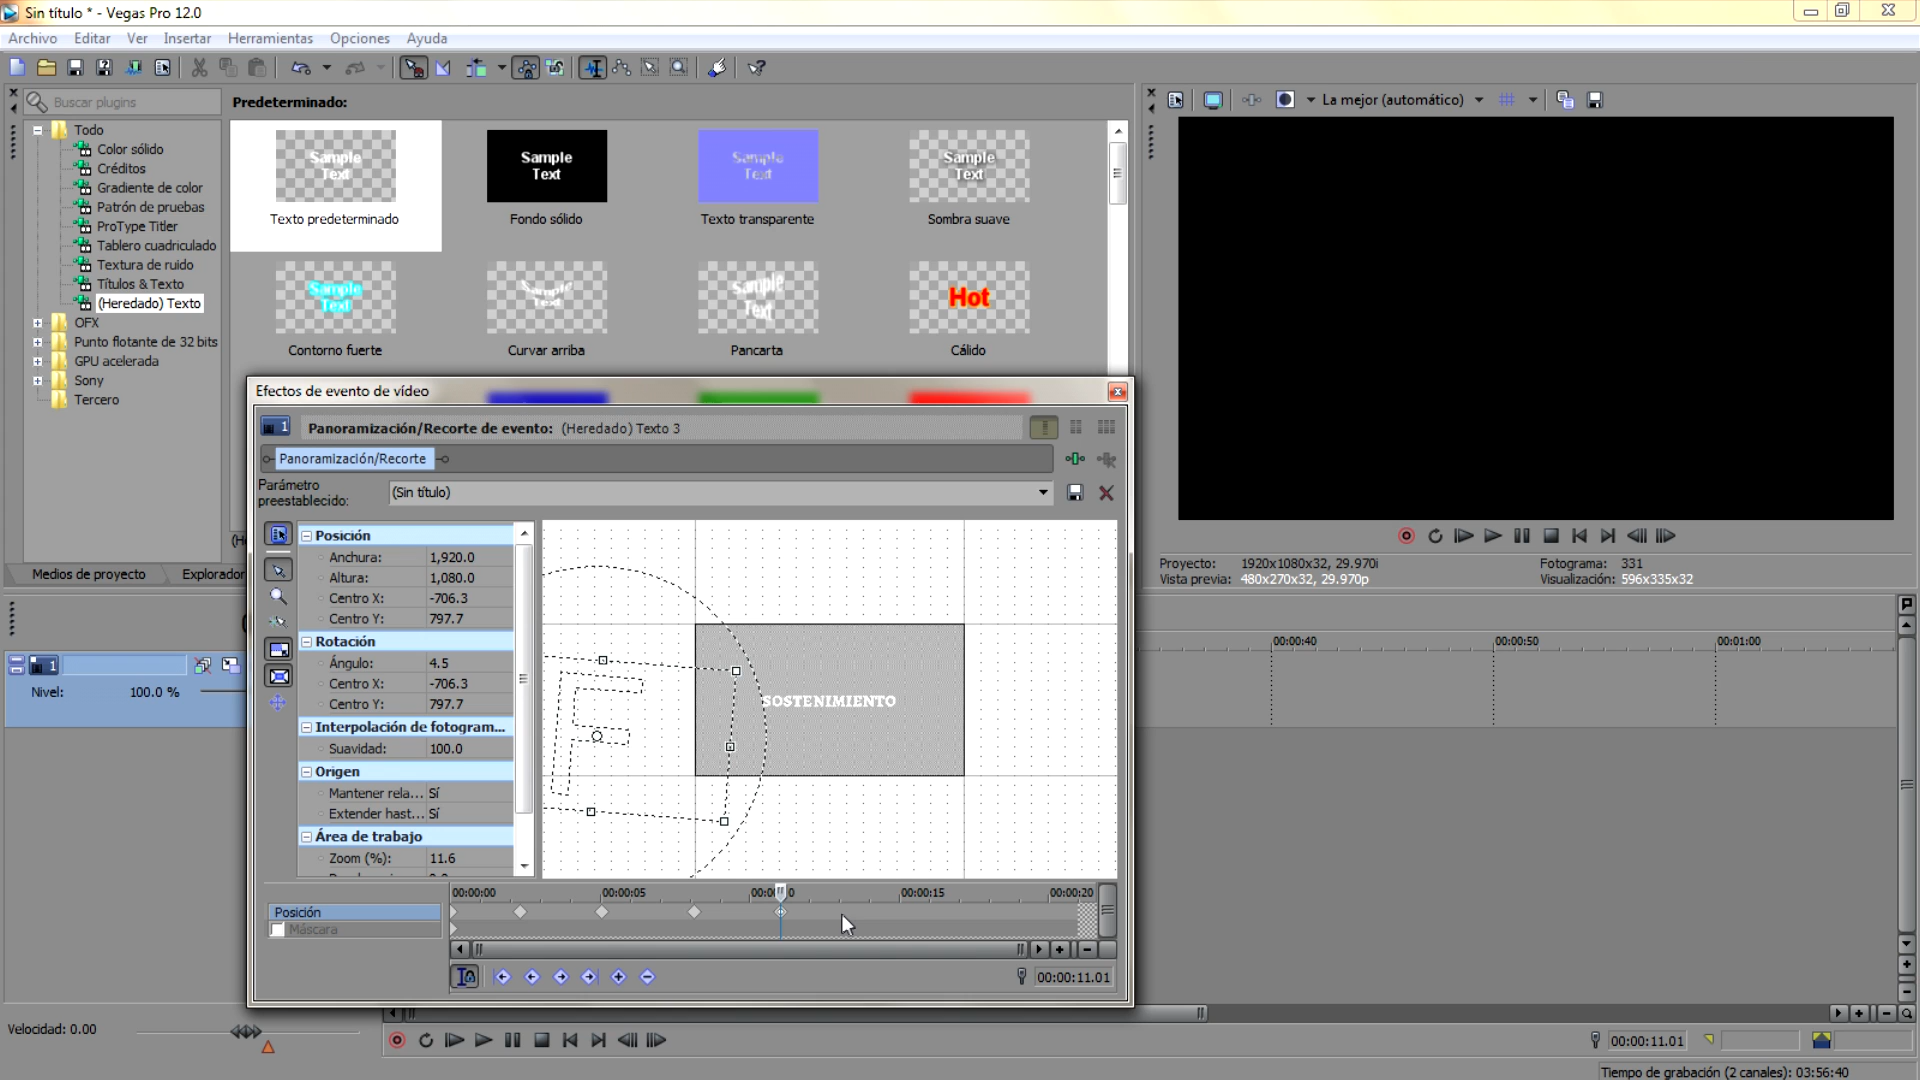 Sin título * - Vegas Pro 12.0
Archivo Editar Ver Insertar Herramientas Opciones Ayuda
Buscar plugins
Predeterminado:
La mejor (automático)
Todo
Color sólido
Créditos
Gradiente de color
Patrón de pruebas
ProType Titler
Tablero cuadriculado
Textura de ruido
Títulos & Texto
(Heredado) Texto
OFX
Punto flotante de 32 bits
GPU acelerada
Sony
Tercero
Sample Text
Sample Text
Sample Text
Sample Text
Texto predeterminado
Fondo sólido
Texto transparente
Sombra suave
Sample Text
Sample Text
Sample Text
Hot
Contorno fuerte
Curvar arriba
Pancarta
Cálido
Medios de proyecto
Explorador
Proyecto: 1920x1080x32, 29.970i
Vista previa: 480x270x32, 29.970p
Fotograma: 331
Visualización: 596x335x32
Efectos de evento de vídeo
1
Panoramización/Recorte de evento: (Heredado) Texto 3
Panoramización/Recorte
Parámetro preestablecido:
(Sin título)
Posición
Anchura: 1,920.0
Altura: 1,080.0
Centro X: -706.3
Centro Y: 797.7
Rotación
Ángulo: 4.5
Centro X: -706.3
Centro Y: 797.7
Interpolación de fotogram...
Suavidad: 100.0
Origen
Mantener rela... Sí
Extender hast... Sí
Área de trabajo
Zoom (%): 11.6
F
SOSTENIMIENTO
00:00:00 00:00:05 00:00:15 00:00:20
Posición
Máscara
00:00:11.01
1
Nivel: 100.0 %
00:00:40 00:00:50 00:01:00
Velocidad: 0.00
00:00:11.01
Tiempo de grabación (2 canales): 03:56:40